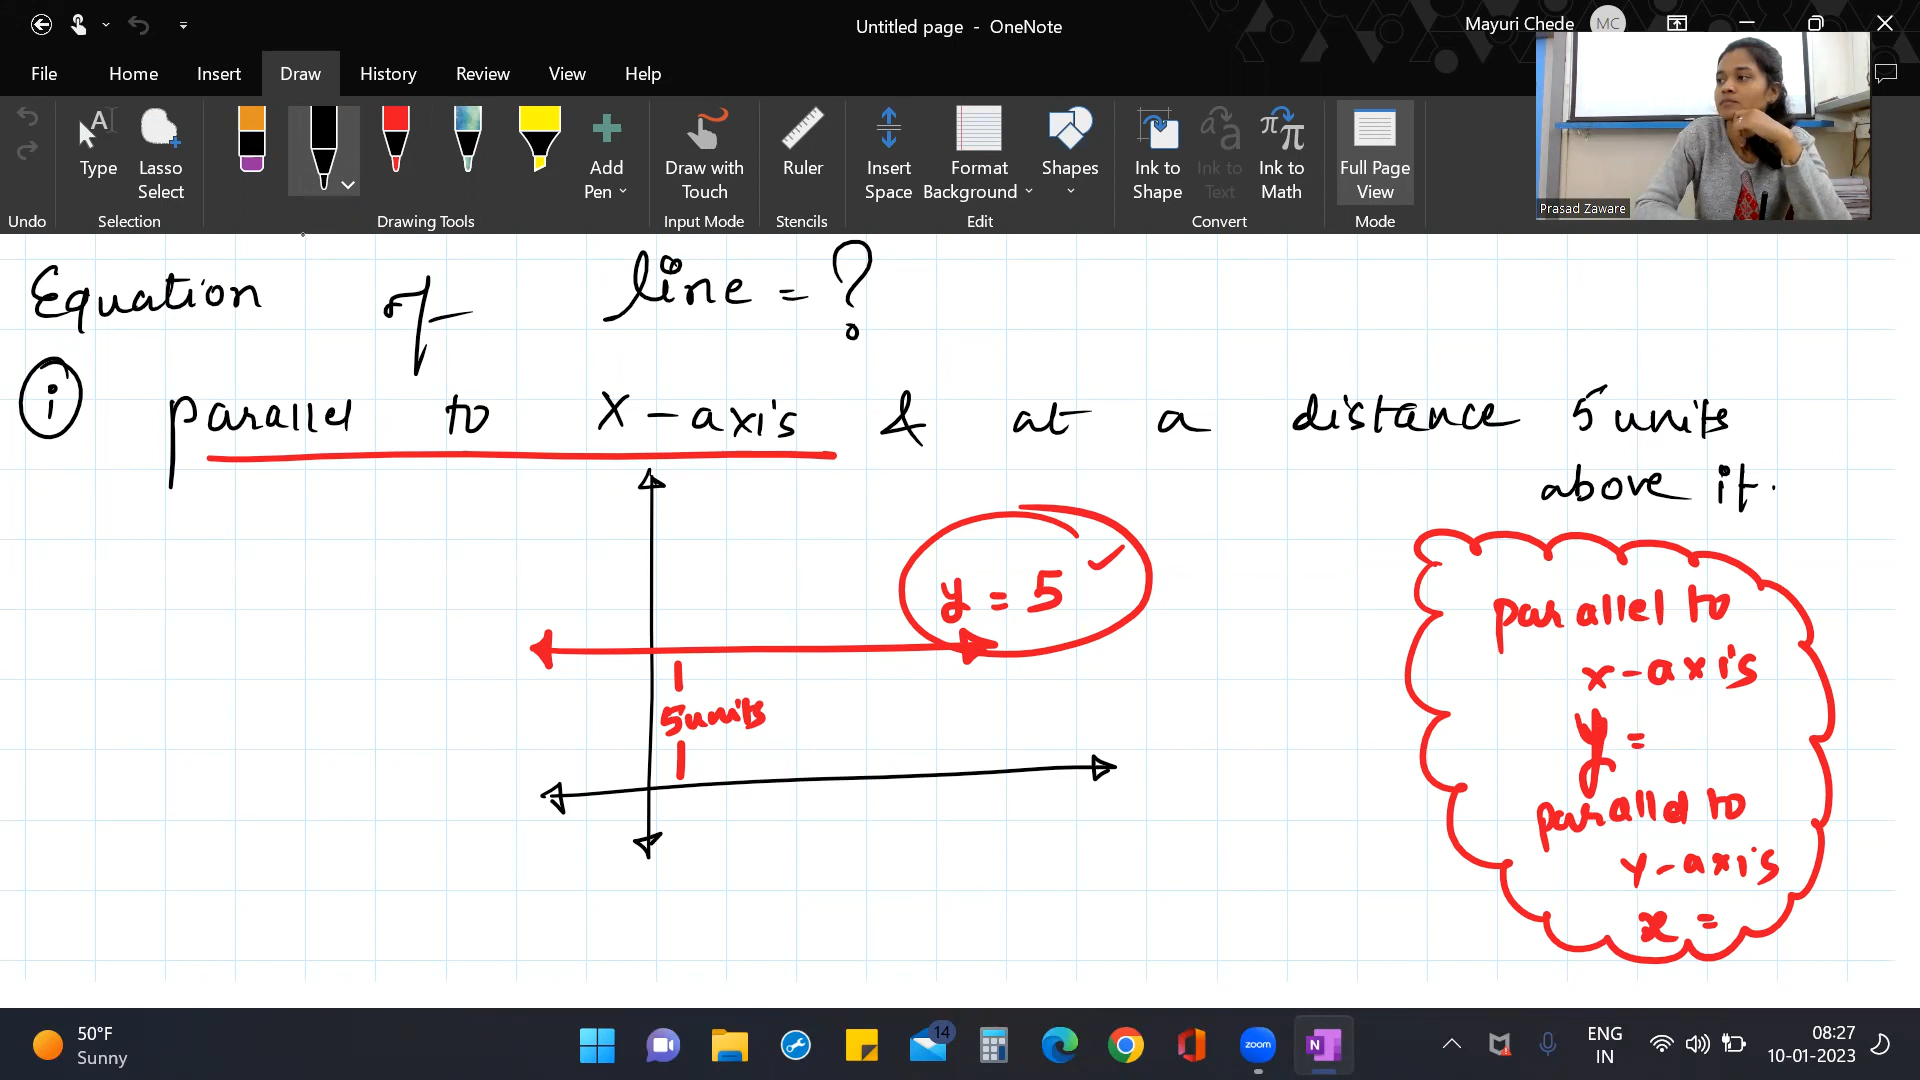 Untitled page - OneNote
Mayuri Chede MC
File Home Insert Draw History Review View Help
Type
Lasso Select
Add Pen
Draw with Touch
Ruler
Insert Space
Format Background
Shapes
Ink to Shape
Ink to Text
Ink to Math
Full Page View
Undo Selection Drawing Tools Input Mode Stencils Edit Convert Mode
Prasad Zaware
Equation of line = ?
i parallel to X-axis & at a distance 5 units
above it.
y = 5 ✓
5 units
parallel to
x-axis
y =
parallel to
y-axis
x =
50°F
Sunny
14
zoom
N
ENG
IN
08:27
10-01-2023